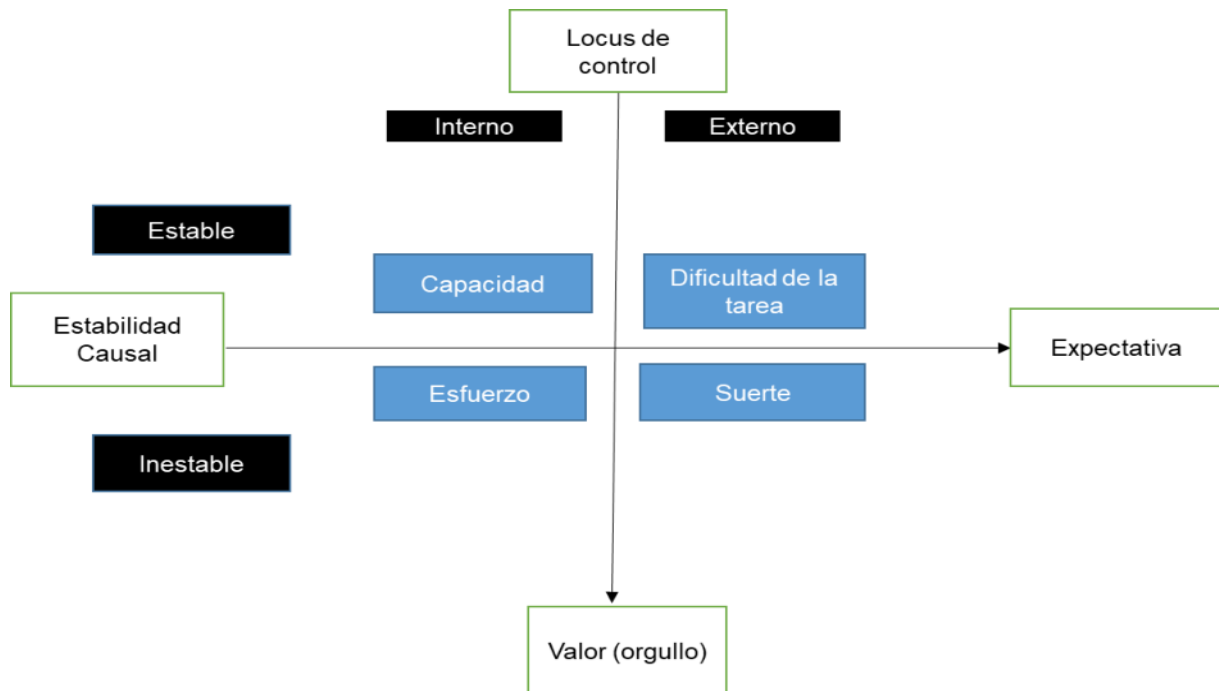 Locus de
control
Interno
Externo
Estable
Capacidad
Dificultad de la
tarea
Estabilidad
Causal
Expectativa
Esfuerzo
Suerte
Inestable
Valor (orgullo)